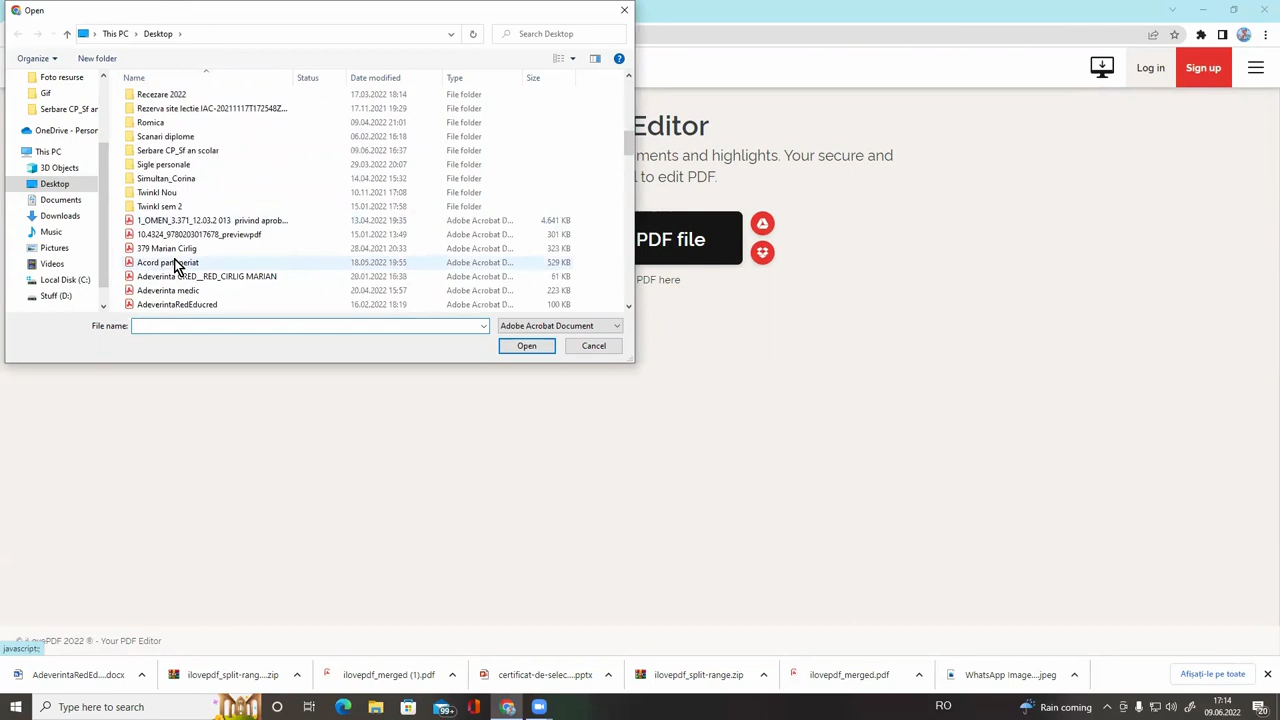 Open
This PC
Desktop
Search Desktop
Organize
New folder
Name
Status
Date modified
Type
Size
Foto resurse
Gif
Serbare CP_Sf an
OneDrive - Person
This PC
3D Objects
Desktop
Documents
Downloads
Music
Pictures
Videos
Local Disk (C:)
Stuff (D:)
Recezare 2022 17.03.2022 18:14 File folder
Rezerva site lectie IAC-20211117T172548Z... 17.11.2021 19:29 File folder
Romica 09.04.2022 21:01 File folder
Scanari diplome 06.02.2022 16:18 File folder
Serbare CP_Sf an scolar 09.06.2022 16:37 File folder
Sigle personale 29.03.2022 20:07 File folder
Simultan_Corina 14.04.2022 15:32 File folder
Twinkl Nou 10.11.2021 17:08 File folder
Twinkl sem 2 15.01.2022 17:58 File folder
1_OMEN_3.371_12.03.2 013 privind aprob... 13.04.2022 19:35 Adobe Acrobat D... 4.641 KB
10.4324_9780203017678_previewpdf 15.01.2022 13:49 Adobe Acrobat D... 301 KB
379 Marian Cirlig 28.04.2021 20:33 Adobe Acrobat D... 323 KB
Acord 18.05.2022 19:55 Adobe Acrobat D... 529 KB
Adeverinta CRED__RED_CIRLIG MARIAN 20.01.2022 16:38 Adobe Acrobat D... 61 KB
Adeverinta medic 20.04.2022 15:57 Adobe Acrobat D... 223 KB
AdeverintaRedEducred 16.02.2022 18:19 Adobe Acrobat D... 100 KB
File name:
Adobe Acrobat Document
Open
Cancel
Log in
Sign up
Editor
ments and highlights. Your secure and
l to edit PDF.
PDF file
PDF here
PDF 2022 ® - Your PDF Editor
javascript:;
AdeverintaRedEd....docx
ilovepdf_split-rang....zip
ilovepdf_merged (1).pdf
certificat-de-selec....pptx
ilovepdf_split-range.zip
ilovepdf_merged.pdf
WhatsApp Image....jpeg
Afișați-le pe toate
Type here to search
99+
RO
Rain coming
17:14
09.06.2022
20